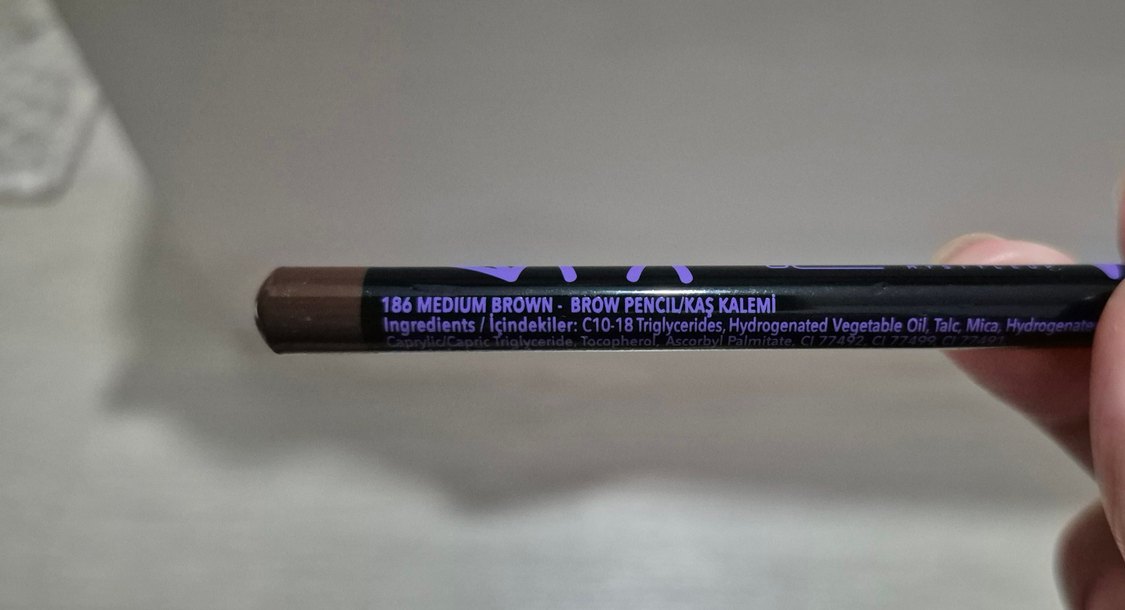 186 MEDIUM BROWN - BROW PENCIL/KAŞ KALEMİ
Ingredients / İçindekiler: C10-18 Triglycerides, Hydrogenated Vegetable Oil, Talc, Mica, Hydrogenate
Caprylic/Capric Triglyceride, Tocopherol, Ascorbyl Palmitate, CI 77492, CI 77499, CI 77491